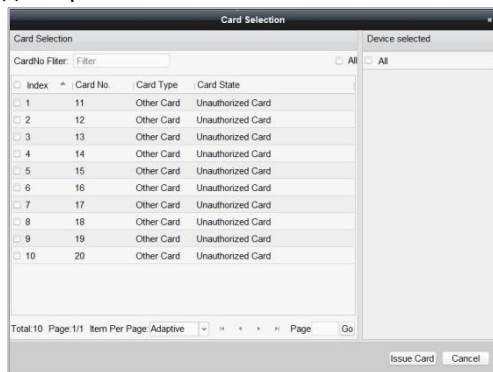 Card Selection
Card Selection
Device selected
CardNo Fliter: Filter All
All
Index Card No. Card Type Card State
1 11 Other Card Unauthorized Card
2 12 Other Card Unauthorized Card
3 13 Other Card Unauthorized Card
4 14 Other Card Unauthorized Card
5 15 Other Card Unauthorized Card
6 16 Other Card Unauthorized Card
7 17 Other Card Unauthorized Card
8 18 Other Card Unauthorized Card
9 19 Other Card Unauthorized Card
10 20 Other Card Unauthorized Card
Total:10 Page:1/1 Item Per Page: Adaptive Page Go
Issue Card Cancel